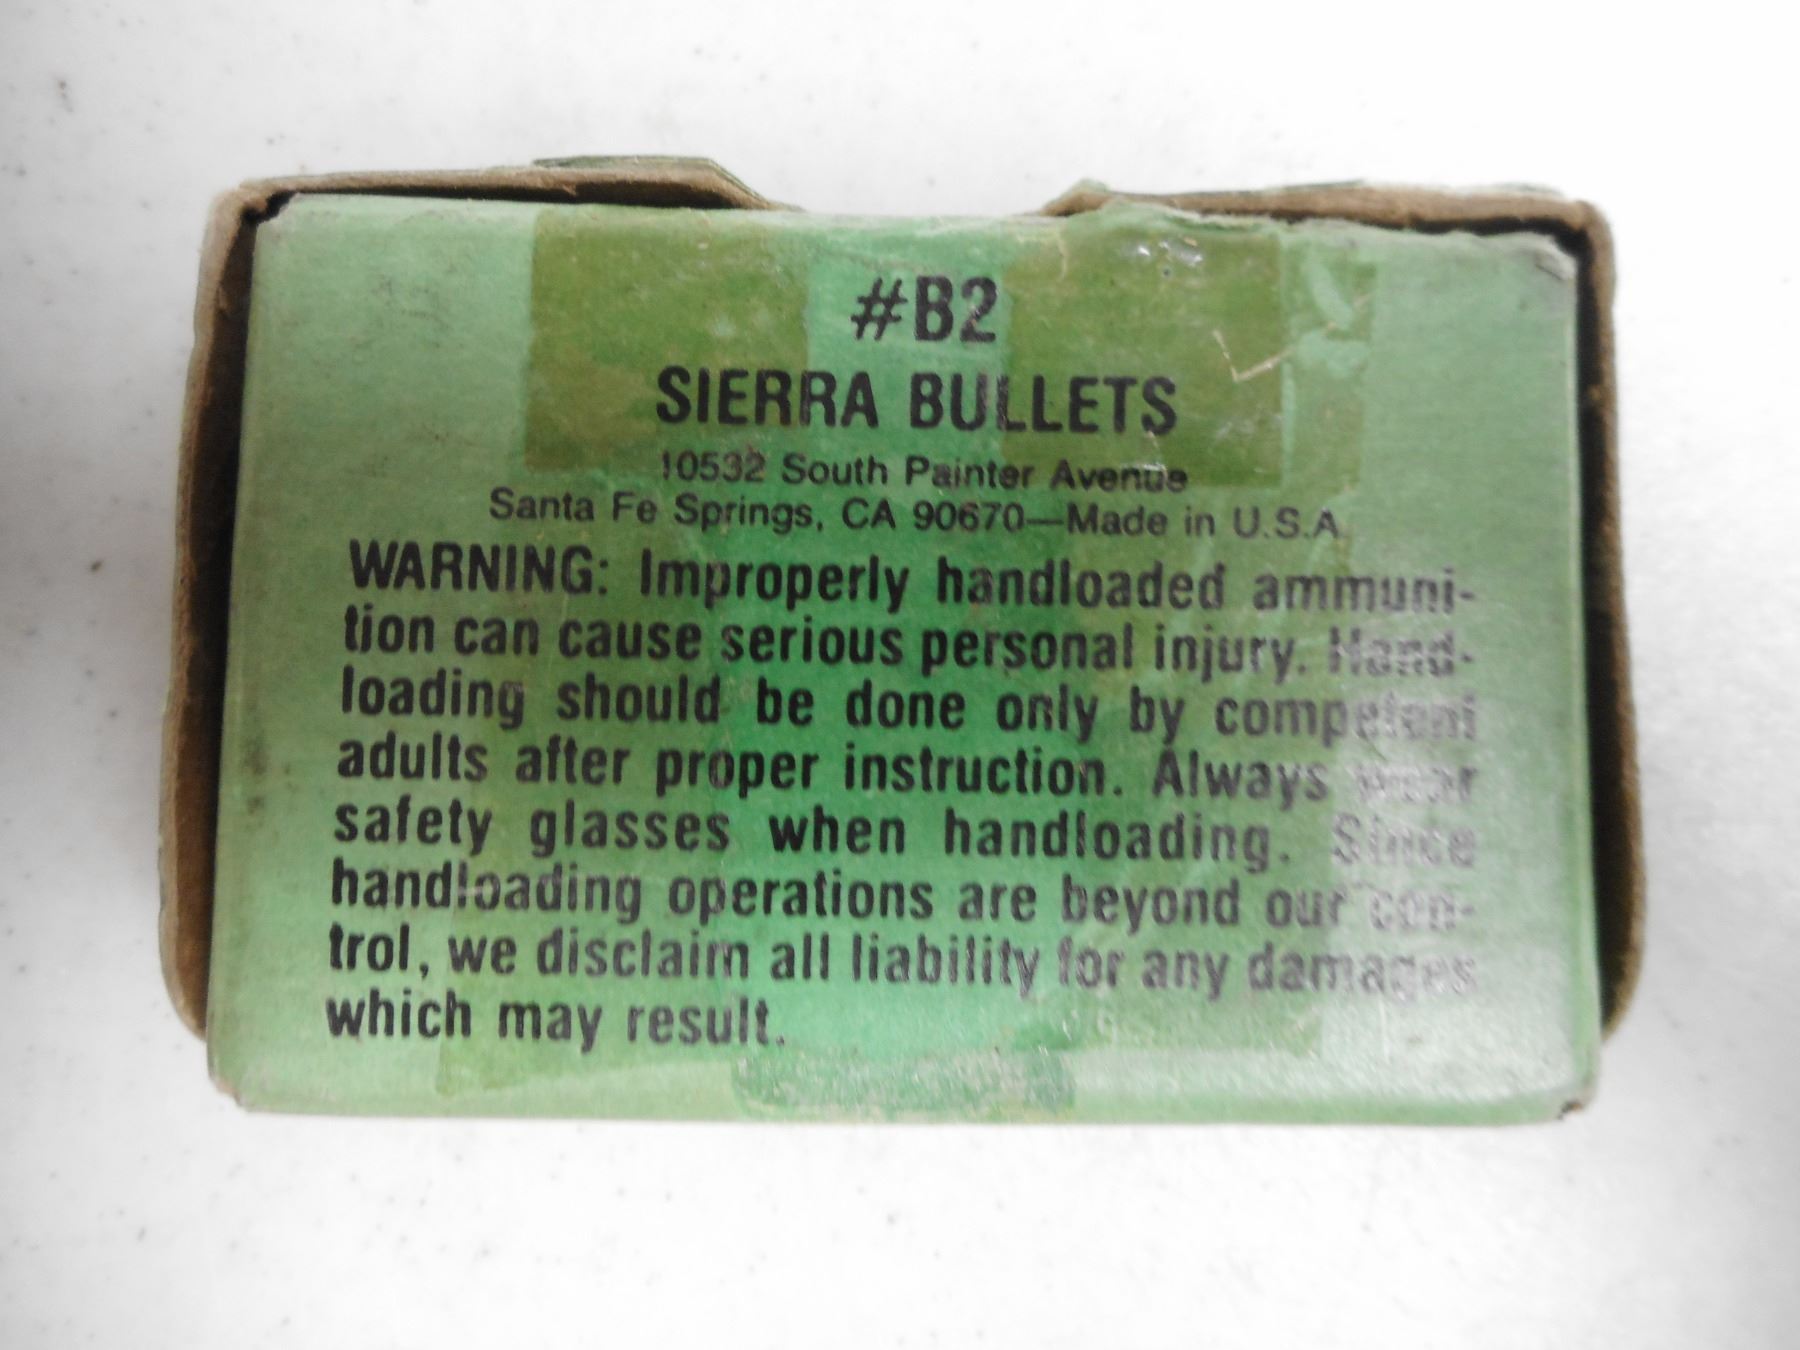 #B2
SIERRA BULLETS
10532 South Painter Avenue
Santa Fe Springs, CA 90670—Made in U.S.A.
WARNING: Improperly handloaded ammuni-
tion can cause serious personal injury. Hand-
loading should be done only by competent
adults after proper instruction. Always wear
safety glasses when handloading. Since
handloading operations are beyond our con-
trol, we disclaim all liability for any damages
which may result.